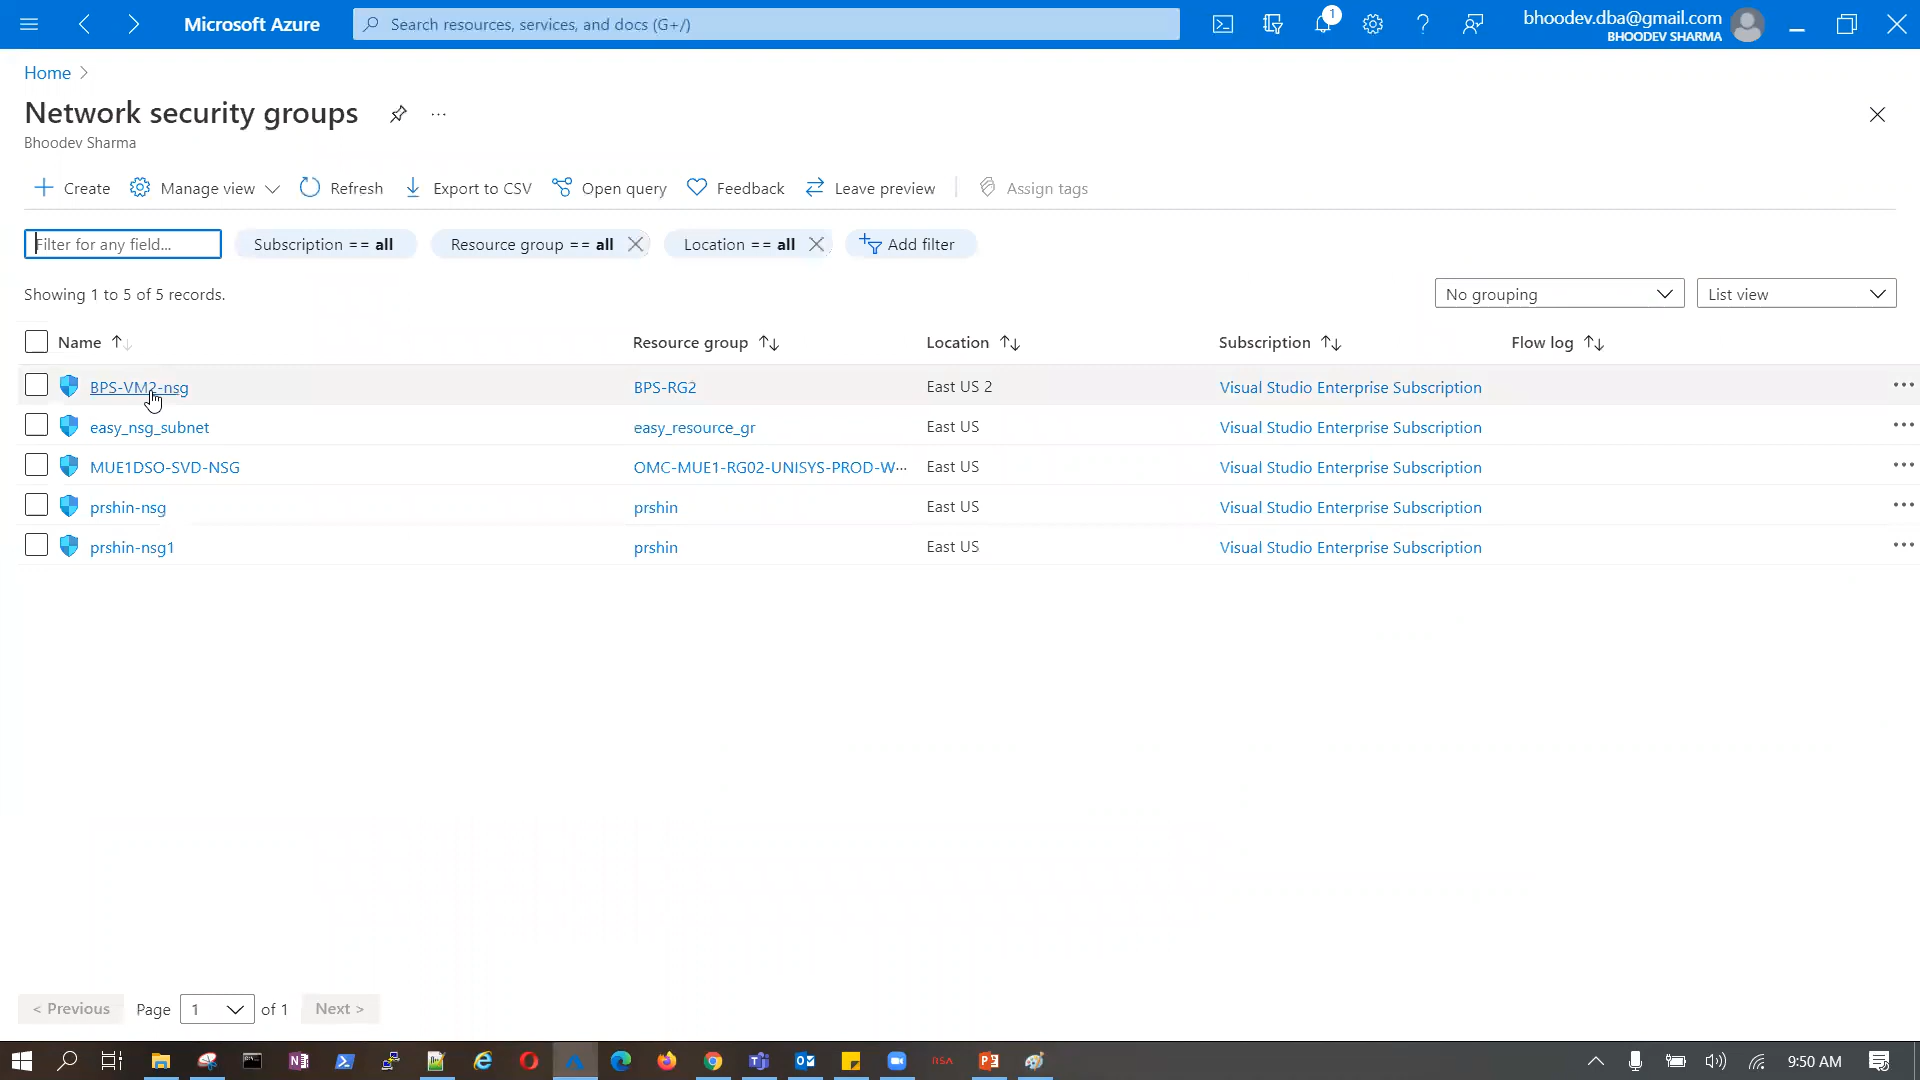 Microsoft Azure
Search resources, services, and docs (G+/)
1
bhoodev.dba@gmail.com
BHOODEV SHARMA
Home
Network security groups
Bhoodev Sharma
Create
Manage view
Refresh
Export to CSV
Open query
Feedback
Leave preview
Assign tags
Filter for any field...
Subscription == all
Resource group == all
Location == all
Add filter
Showing 1 to 5 of 5 records.
No grouping
List view
Name
Resource group
Location
Subscription
Flow log
BPS-VM2-nsg
BPS-RG2
East US 2
Visual Studio Enterprise Subscription
easy_nsg_subnet
easy_resource_gr
East US
Visual Studio Enterprise Subscription
MUE1DSO-SVD-NSG
OMC-MUE1-RG02-UNISYS-PROD-W...
East US
Visual Studio Enterprise Subscription
prshin-nsg
prshin
East US
Visual Studio Enterprise Subscription
prshin-nsg1
prshin
East US
Visual Studio Enterprise Subscription
< Previous
Page
1
of 1
Next >
RSA
9:50 AM